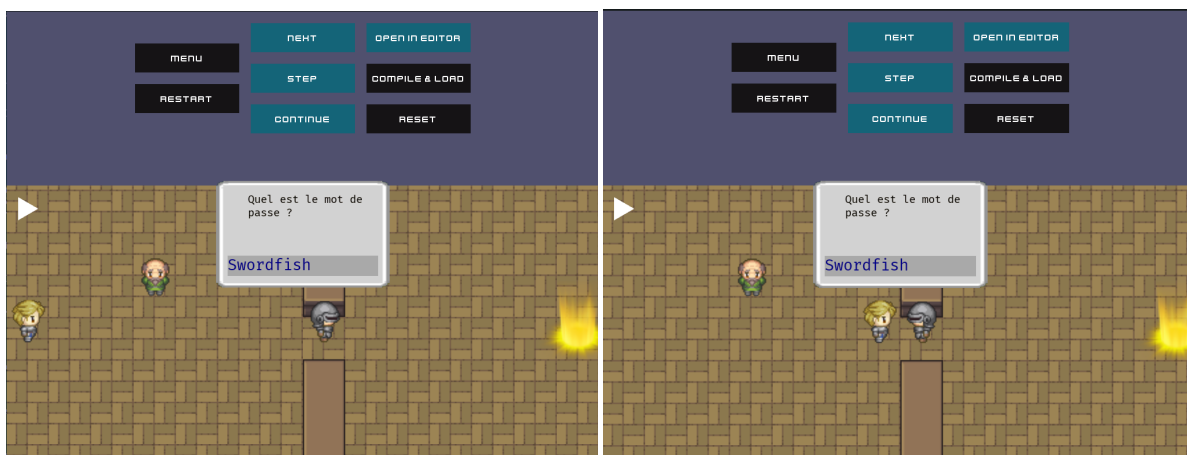 MENU
RESTART
NEXT
STEP
CONTINUE
OPEN IN EDITOR
COMPILE & LOAD
RESET
Quel est le mot de
passe ?
Swordfish
MENU
RESTART
NEXT
STEP
CONTINUE
OPEN IN EDITOR
COMPILE & LOAD
RESET
Quel est le mot de
passe ?
Swordfish